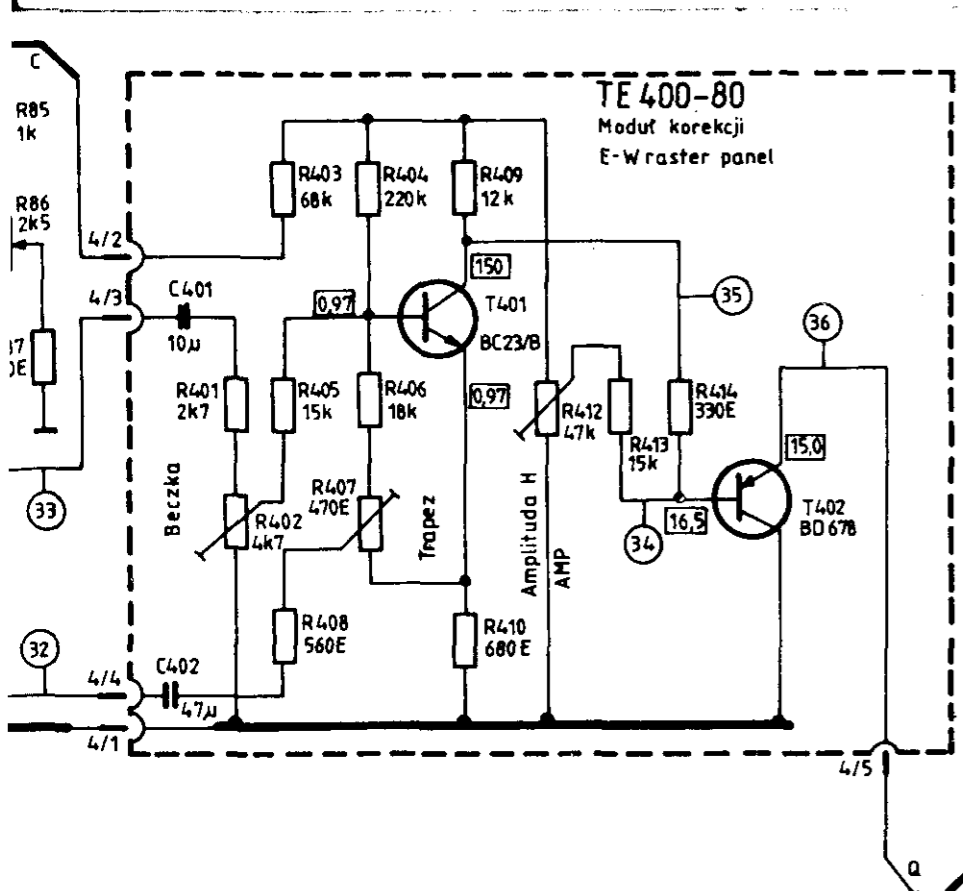 C
R85
1k
R86
2k5
4/2
4/3
TE 400-80
Moduł korekcji
E-W raster panel
R403
68k
R404
220k
R409
12k
C401
10µ
0,97
150
T401
BC23/B
35
36
R401
2k7
R405
15k
R406
18k
0,97
R412
47k
R413
15k
R414
330E
15,0
33
Beczka
R402
4k7
R407
470E
Trapez
Amplituda H
AMP
34
16,5
T402
BD 678
32
R408
560E
R410
680E
4/4
C402
47µ
4/1
4/5
Q